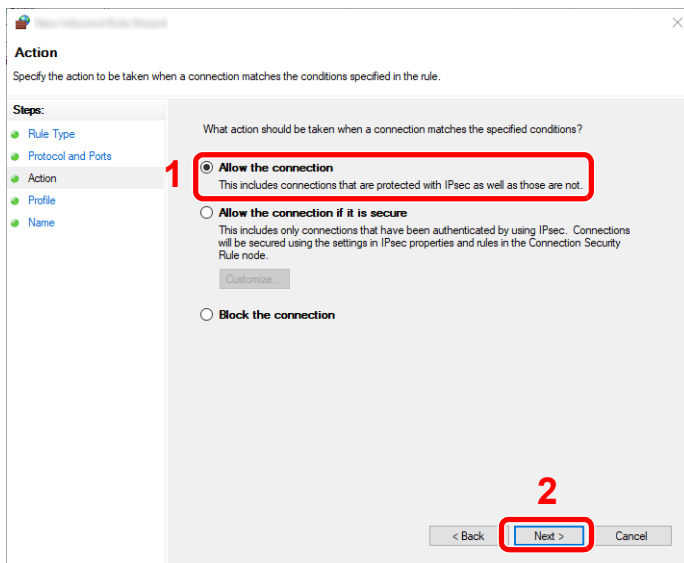 Action
Specify the action to be taken when a connection matches the conditions specified in the rule.
Steps:
Rule Type
Protocol and Ports
Action
Profile
Name
What action should be taken when a connection matches the specified conditions?
1
Allow the connection
This includes connections that are protected with IPsec as well as those are not.
Allow the connection if it is secure
This includes only connections that have been authenticated by using IPsec. Connections
will be secured using the settings in IPsec properties and rules in the Connection Security
Rule node.
Customize...
Block the connection
2
< Back
Next >
Cancel